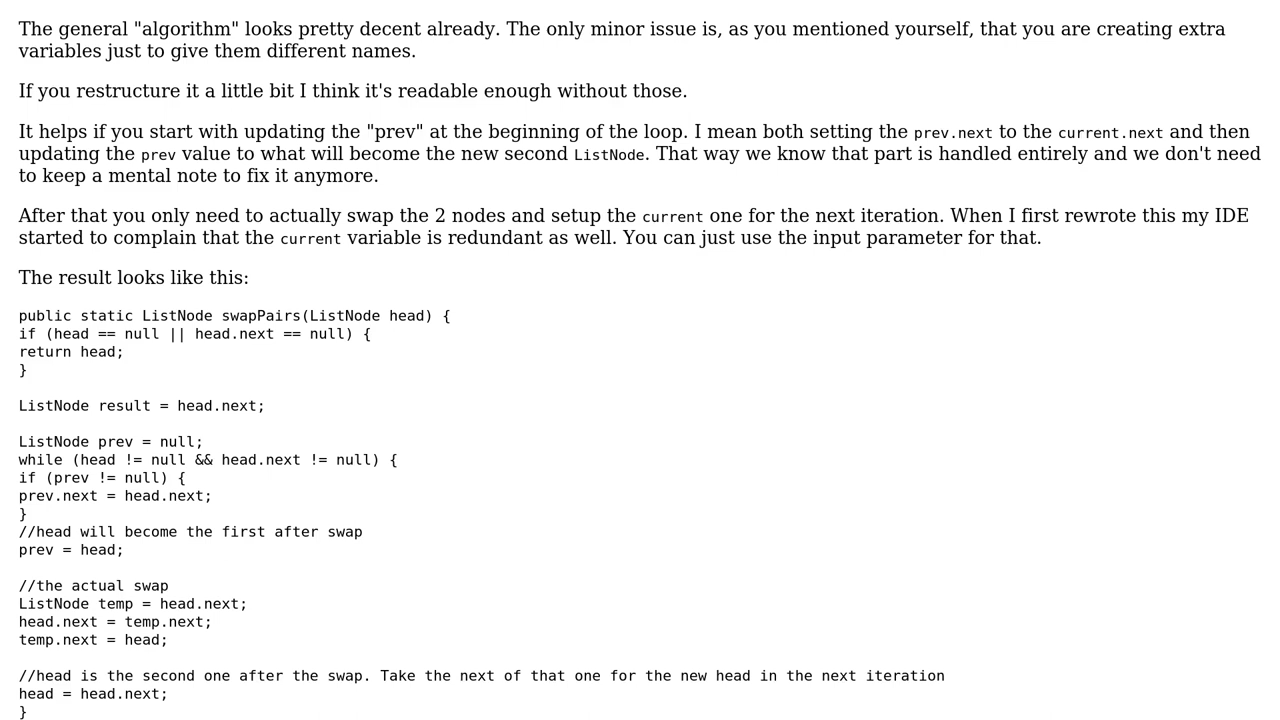 The general "algorithm" looks pretty decent already. The only minor issue is, as you mentioned yourself, that you are creating extra
variables just to give them different names.
If you restructure it a little bit I think it's readable enough without those.
It helps if you start with updating the "prev" at the beginning of the loop. I mean both setting the prev.next to the current.next and then
updating the prev value to what will become the new second ListNode. That way we know that part is handled entirely and we don't need
to keep a mental note to fix it anymore.
After that you only need to actually swap the 2 nodes and setup the current one for the next iteration. When I first rewrote this my IDE
started to complain that the current variable is redundant as well. You can just use the input parameter for that.
The result looks like this:
public static ListNode swapPairs(ListNode head) {
if (head == null || head.next == null) {
return head;
}
ListNode result = head.next;
ListNode prev = null;
while (head != null && head.next != null) {
if (prev != null) {
prev.next = head.next;
}
//head will become the first after swap
prev = head;
//the actual swap
ListNode temp = head.next;
head.next = temp.next;
temp.next = head;
//head is the second one after the swap. Take the next of that one for the new head in the next iteration
head = head.next;
}